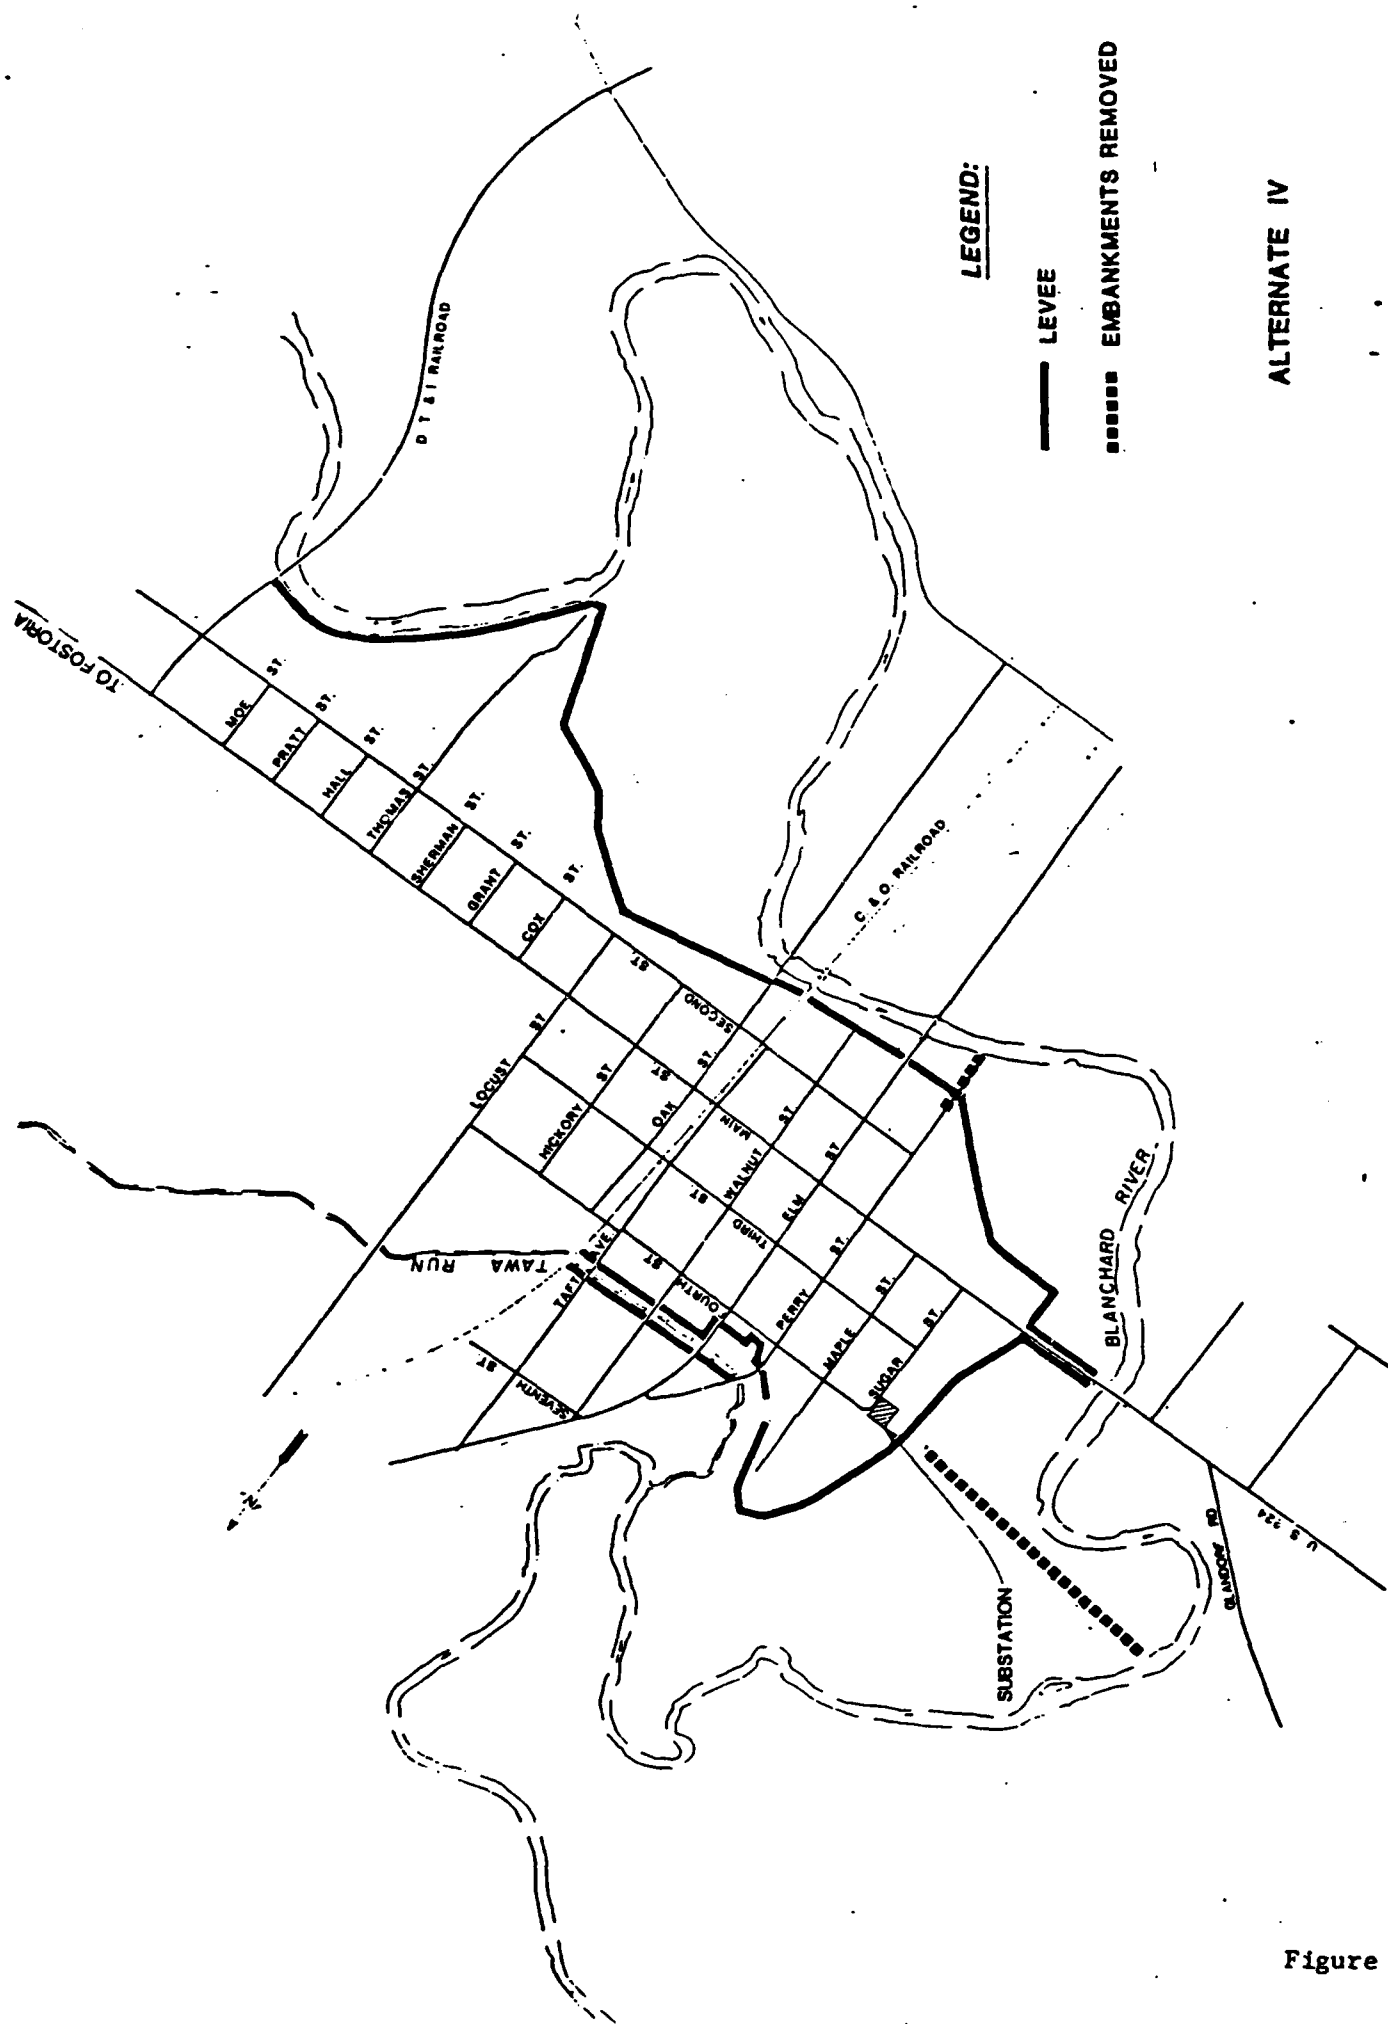 TO FOSTORIA
D T & I RAILROAD
MOE ST.
PRATT ST.
HALL ST.
THOMAS ST.
SHERMAN ST.
GRANT ST.
COX ST.
LOCUST ST
HICKORY ST
OAK ST.
WALNUT ST.
ELM ST
PERRY ST.
MAPLE ST.
SUGAR ST.
SECOND ST
MAIN ST
THIRD ST
OURTH ST
SEVENTH ST
TAFT AVE.
TAWA RUN
C & O RAILROAD
BLANCHARD RIVER
SUBSTATION
GLANDORF RD
U S 224
N
LEGEND:
LEVEE
EMBANKMENTS REMOVED
ALTERNATE IV
Figure